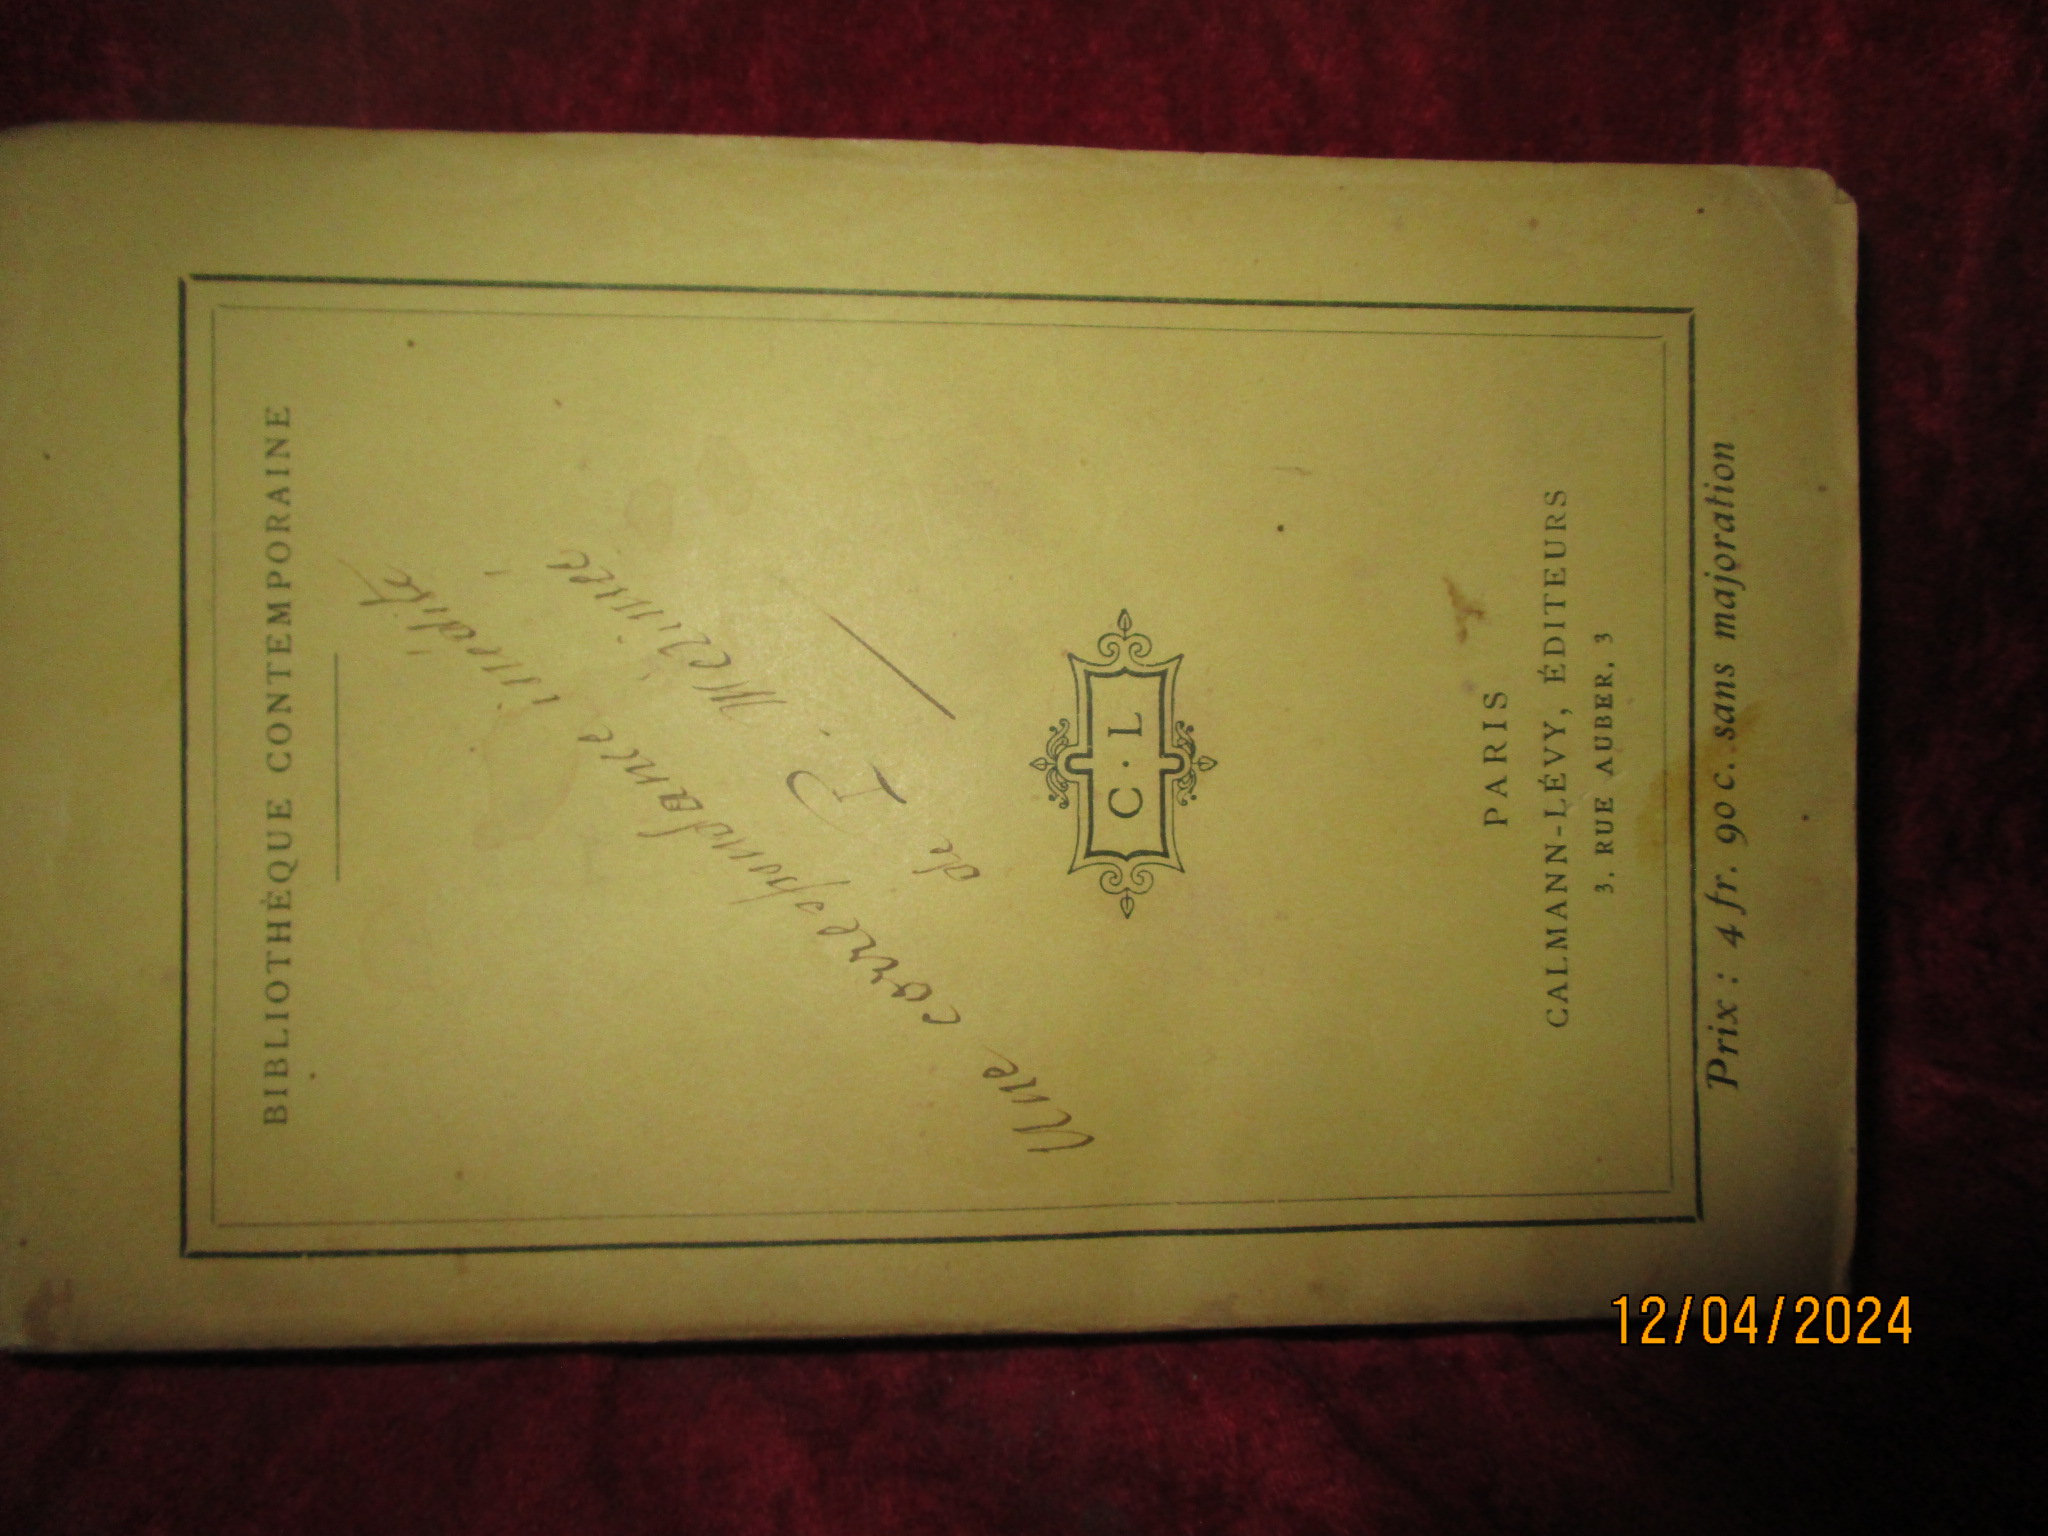 BIBLIOTHÈQUE CONTEMPORAINE
Une correspondance inédite
de P. Mérimée
C · L
PARIS
CALMANN-LÉVY, ÉDITEURS
3, RUE AUBER, 3
Prix : 4 fr. 90 c. sans majoration
12/04/2024